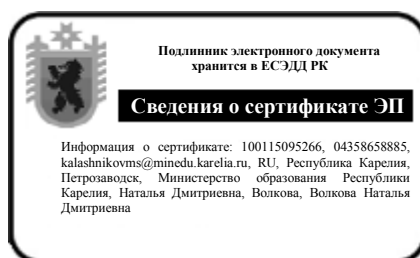 Подлинник электронного документа
хранится в ЕСЭДД РК
Сведения о сертификате ЭП
Информация о сертификате: 100115095266, 04358658885,
kalashnikovms@minedu.karelia.ru, RU, Республика Карелия,
Петрозаводск, Министерство образования Республики
Карелия, Наталья Дмитриевна, Волкова, Волкова Наталья
Дмитриевна